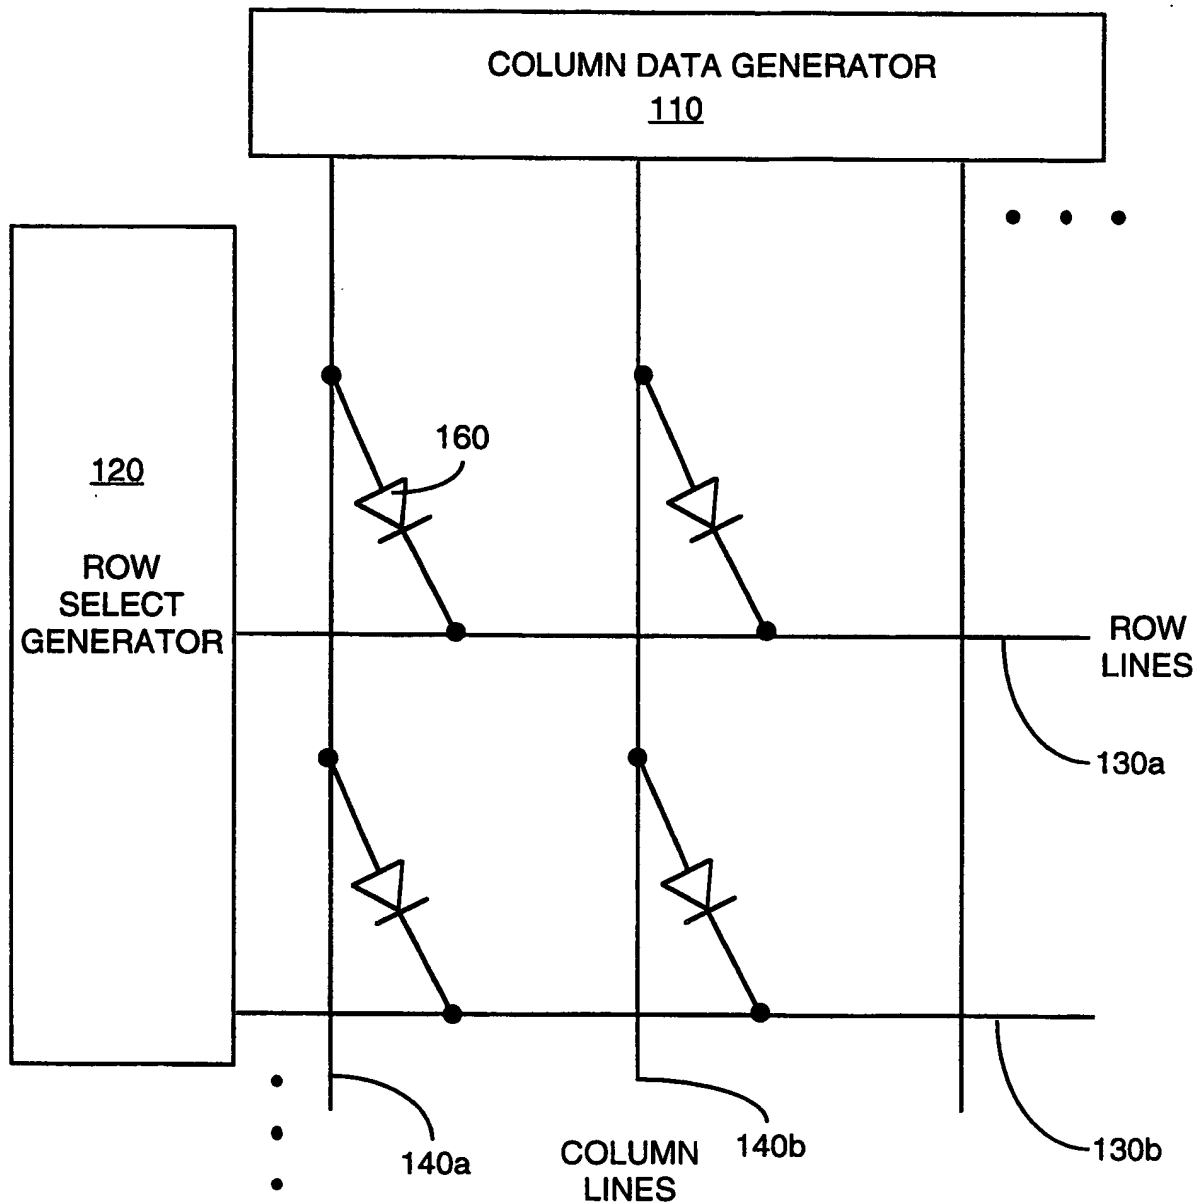 COLUMN DATA GENERATOR
110
160
120
ROW
SELECT
GENERATOR
ROW
LINES
130a
140a
COLUMN
LINES
140b
130b